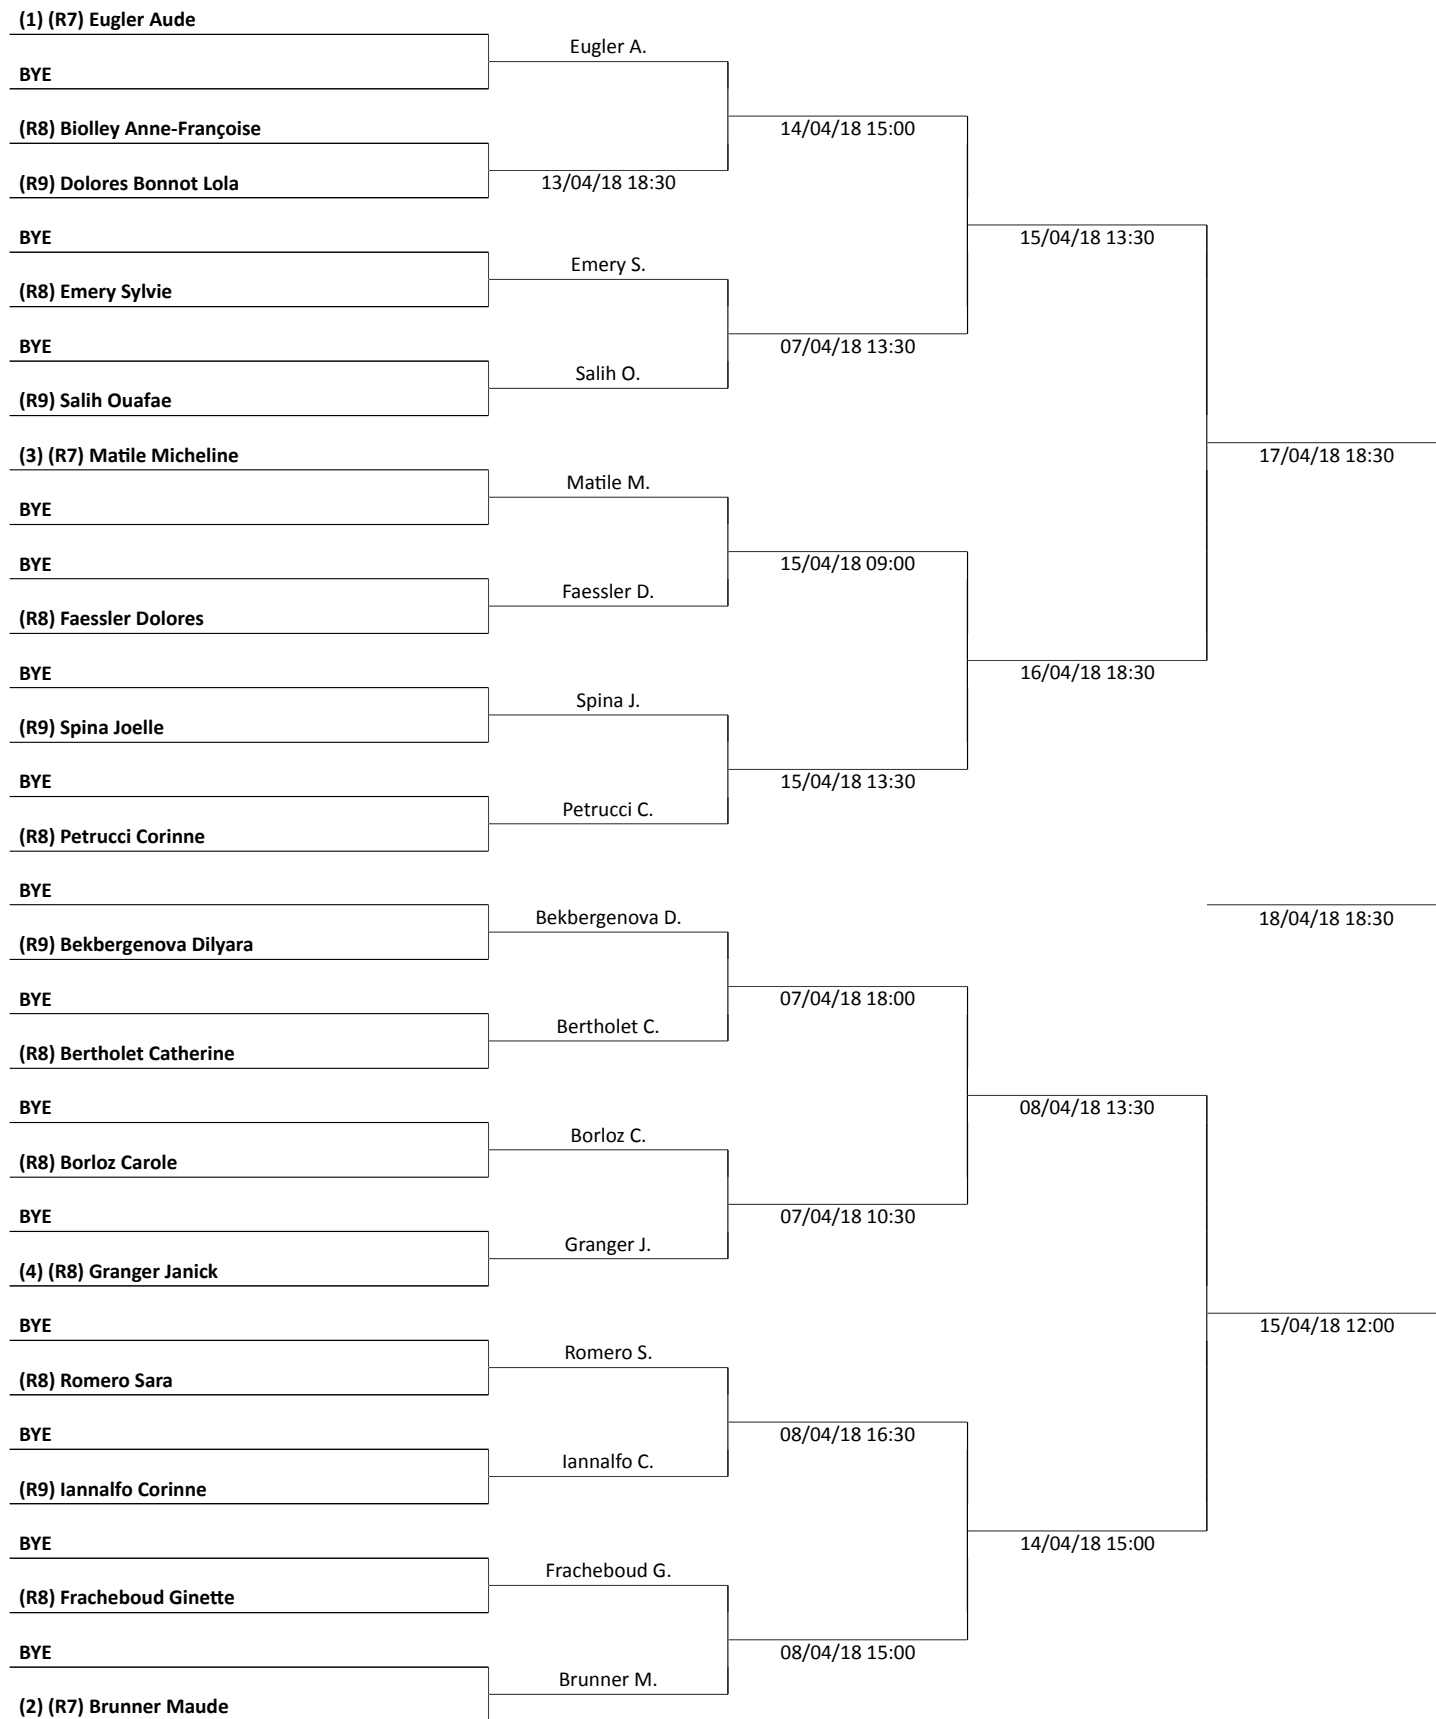 (1) (R7) Eugler Aude
Eugler A.
BYE
(R8) Biolley Anne-Françoise
14/04/18 15:00
(R9) Dolores Bonnot Lola
13/04/18 18:30
BYE
15/04/18 13:30
Emery S.
(R8) Emery Sylvie
BYE
07/04/18 13:30
Salih O.
(R9) Salih Ouafae
(3) (R7) Matile Micheline
17/04/18 18:30
Matile M.
BYE
BYE
15/04/18 09:00
Faessler D.
(R8) Faessler Dolores
BYE
16/04/18 18:30
Spina J.
(R9) Spina Joelle
BYE
15/04/18 13:30
Petrucci C.
(R8) Petrucci Corinne
BYE
Bekbergenova D.
18/04/18 18:30
(R9) Bekbergenova Dilyara
BYE
07/04/18 18:00
Bertholet C.
(R8) Bertholet Catherine
BYE
08/04/18 13:30
Borloz C.
(R8) Borloz Carole
BYE
07/04/18 10:30
Granger J.
(4) (R8) Granger Janick
BYE
15/04/18 12:00
Romero S.
(R8) Romero Sara
BYE
08/04/18 16:30
Iannalfo C.
(R9) Iannalfo Corinne
BYE
14/04/18 15:00
Fracheboud G.
(R8) Fracheboud Ginette
BYE
08/04/18 15:00
Brunner M.
(2) (R7) Brunner Maude